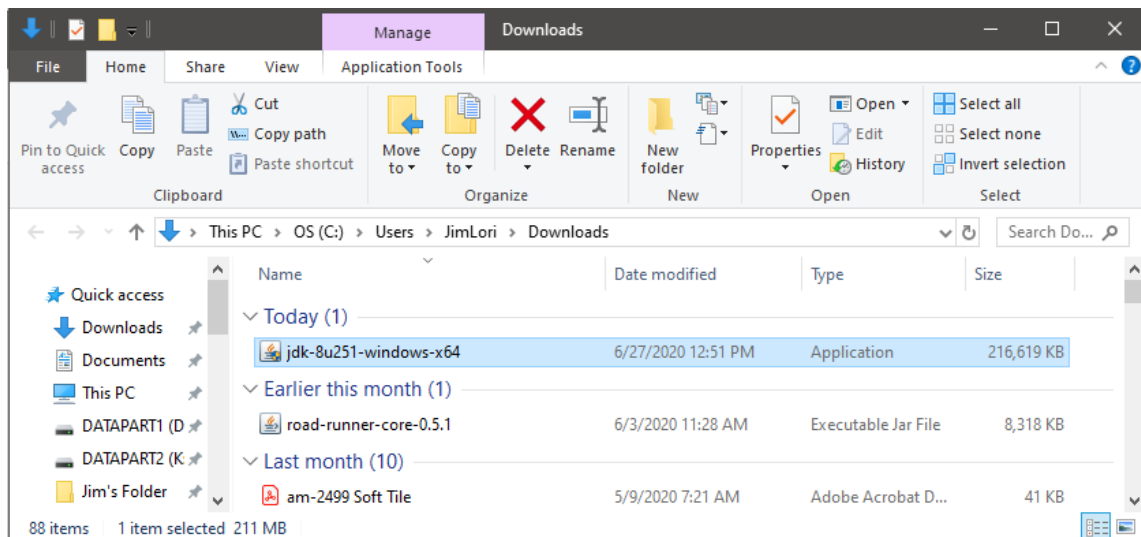 Manage Downloads
File Home Share View Application Tools
Pin to Quick access
Copy
Paste
Cut
Copy path
Paste shortcut
Clipboard
Move to
Copy to
Delete
Rename
Organize
New folder
New
Properties
Open
Edit
History
Open
Select all
Select none
Invert selection
Select
This PC > OS (C:) > Users > JimLori > Downloads
Search Do...
Quick access
Downloads
Documents
This PC
DATAPART1 (D
DATAPART2 (K:
Jim's Folder
Name Date modified Type Size
Today (1)
jdk-8u251-windows-x64 6/27/2020 12:51 PM Application 216,619 KB
Earlier this month (1)
road-runner-core-0.5.1 6/3/2020 11:28 AM Executable Jar File 8,318 KB
Last month (10)
am-2499 Soft Tile 5/9/2020 7:21 AM Adobe Acrobat D... 41 KB
88 items 1 item selected 211 MB